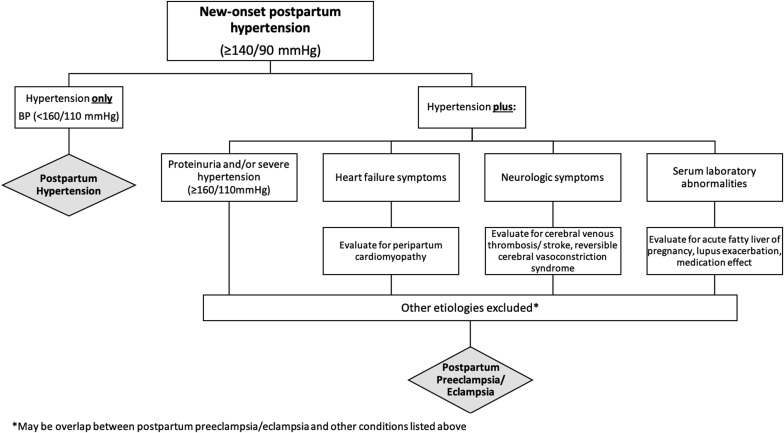 New-onset postpartum
hypertension
(≥140/90 mmHg)
Hypertension only
BP (<160/110 mmHg)
Hypertension plus:
Postpartum
Hypertension
Proteinuria and/or severe
hypertension
(≥160/110mmHg)
Heart failure symptoms
Neurologic symptoms
Serum laboratory
abnormalities
Evaluate for peripartum
cardiomyopathy
Evaluate for cerebral venous
thrombosis/ stroke, reversible
cerebral vasoconstriction
syndrome
Evaluate for acute fatty liver of
pregnancy, lupus exacerbation,
medication effect
Other etiologies excluded*
Postpartum
Preeclampsia/
Eclampsia
*May be overlap between postpartum preeclampsia/eclampsia and other conditions listed above